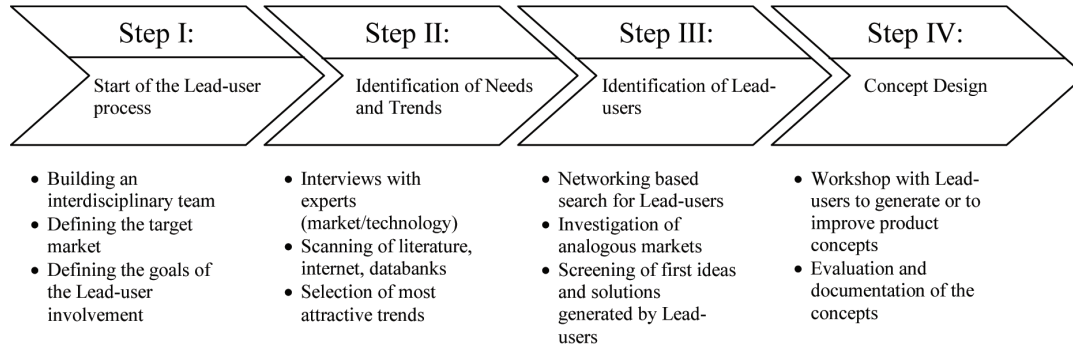 Step I:
Start of the Lead-user
process
Step II:
Identification of Needs
and Trends
Step III:
Identification of Lead-
users
Step IV:
Concept Design
• Building an
interdisciplinary team
• Defining the target
market
• Defining the goals of
the Lead-user
involvement
• Interviews with
experts
(market/technology)
• Scanning of literature,
internet, databanks
• Selection of most
attractive trends
• Networking based
search for Lead-users
• Investigation of
analogous markets
• Screening of first ideas
and solutions
generated by Lead-
users
• Workshop with Lead-
users to generate or to
improve product
concepts
• Evaluation and
documentation of the
concepts